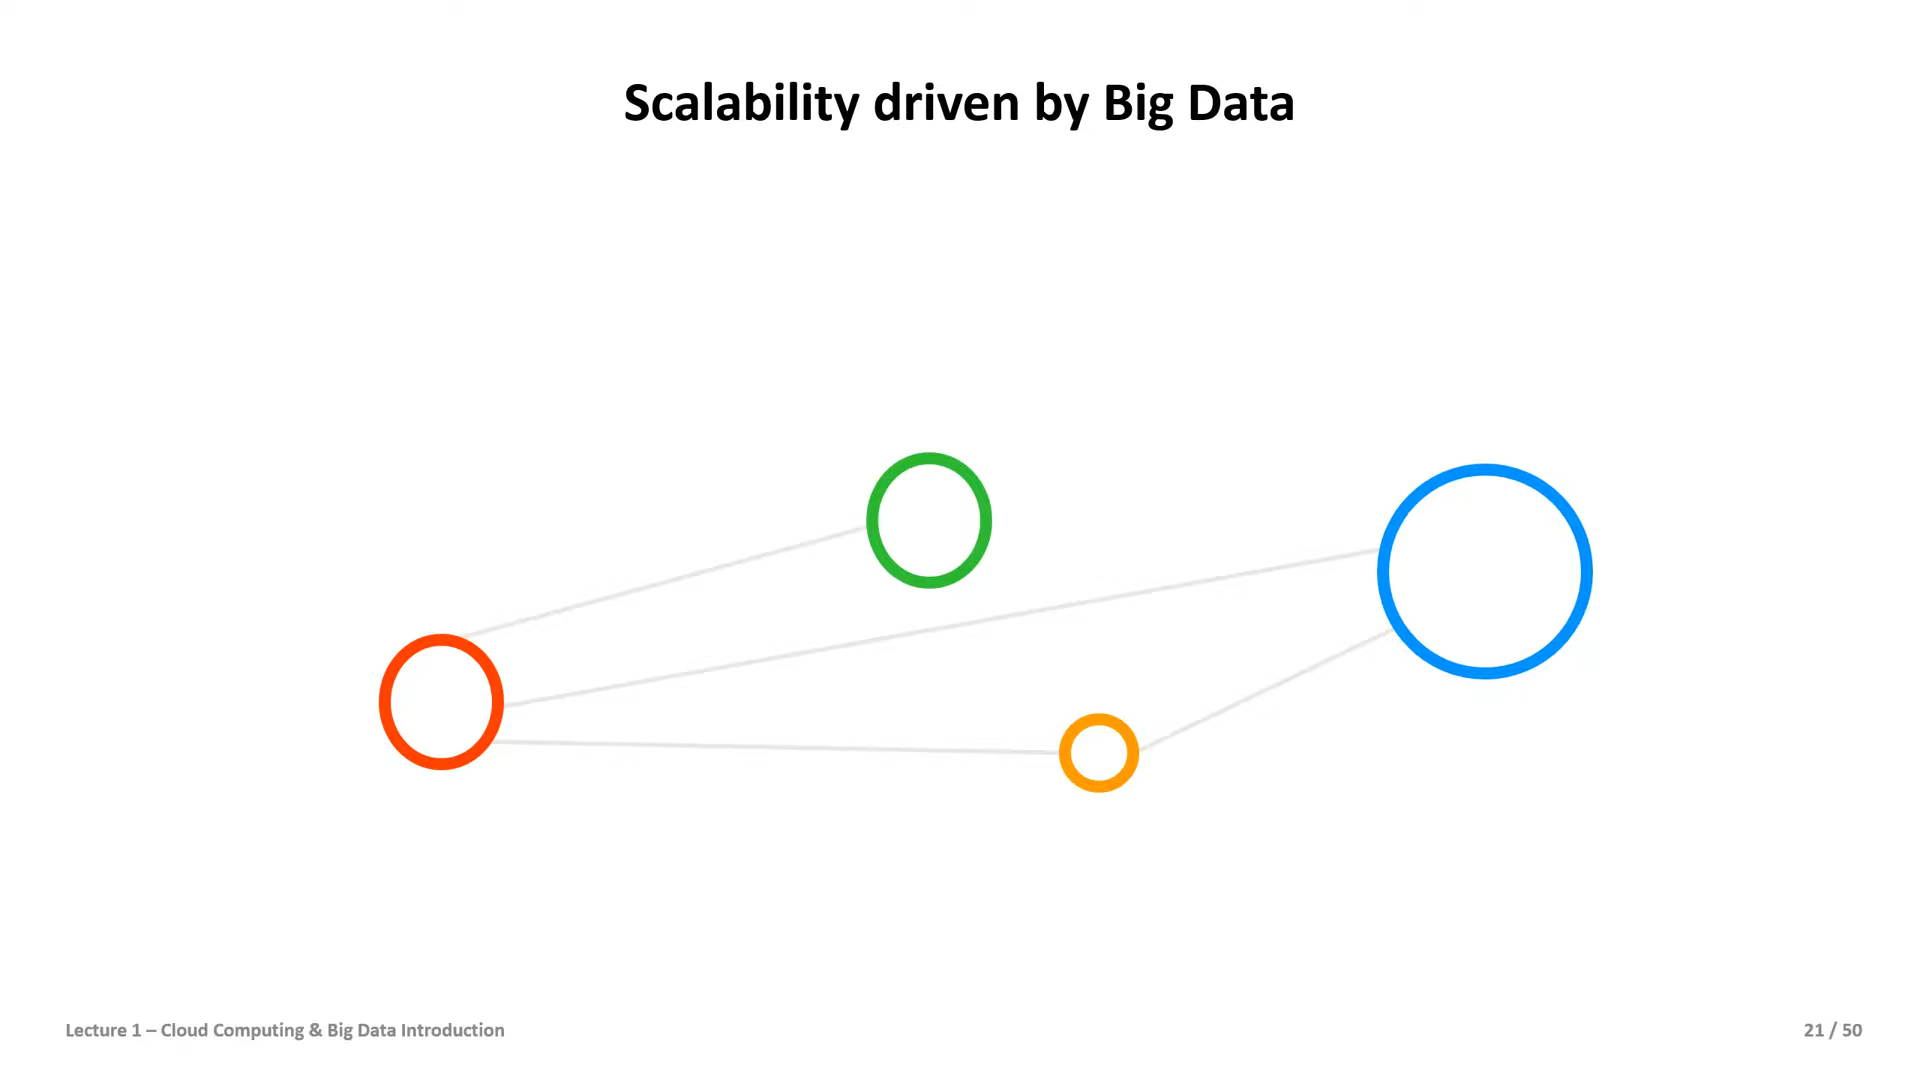 Scalability driven by Big Data
Lecture 1 – Cloud Computing & Big Data Introduction
21 / 50